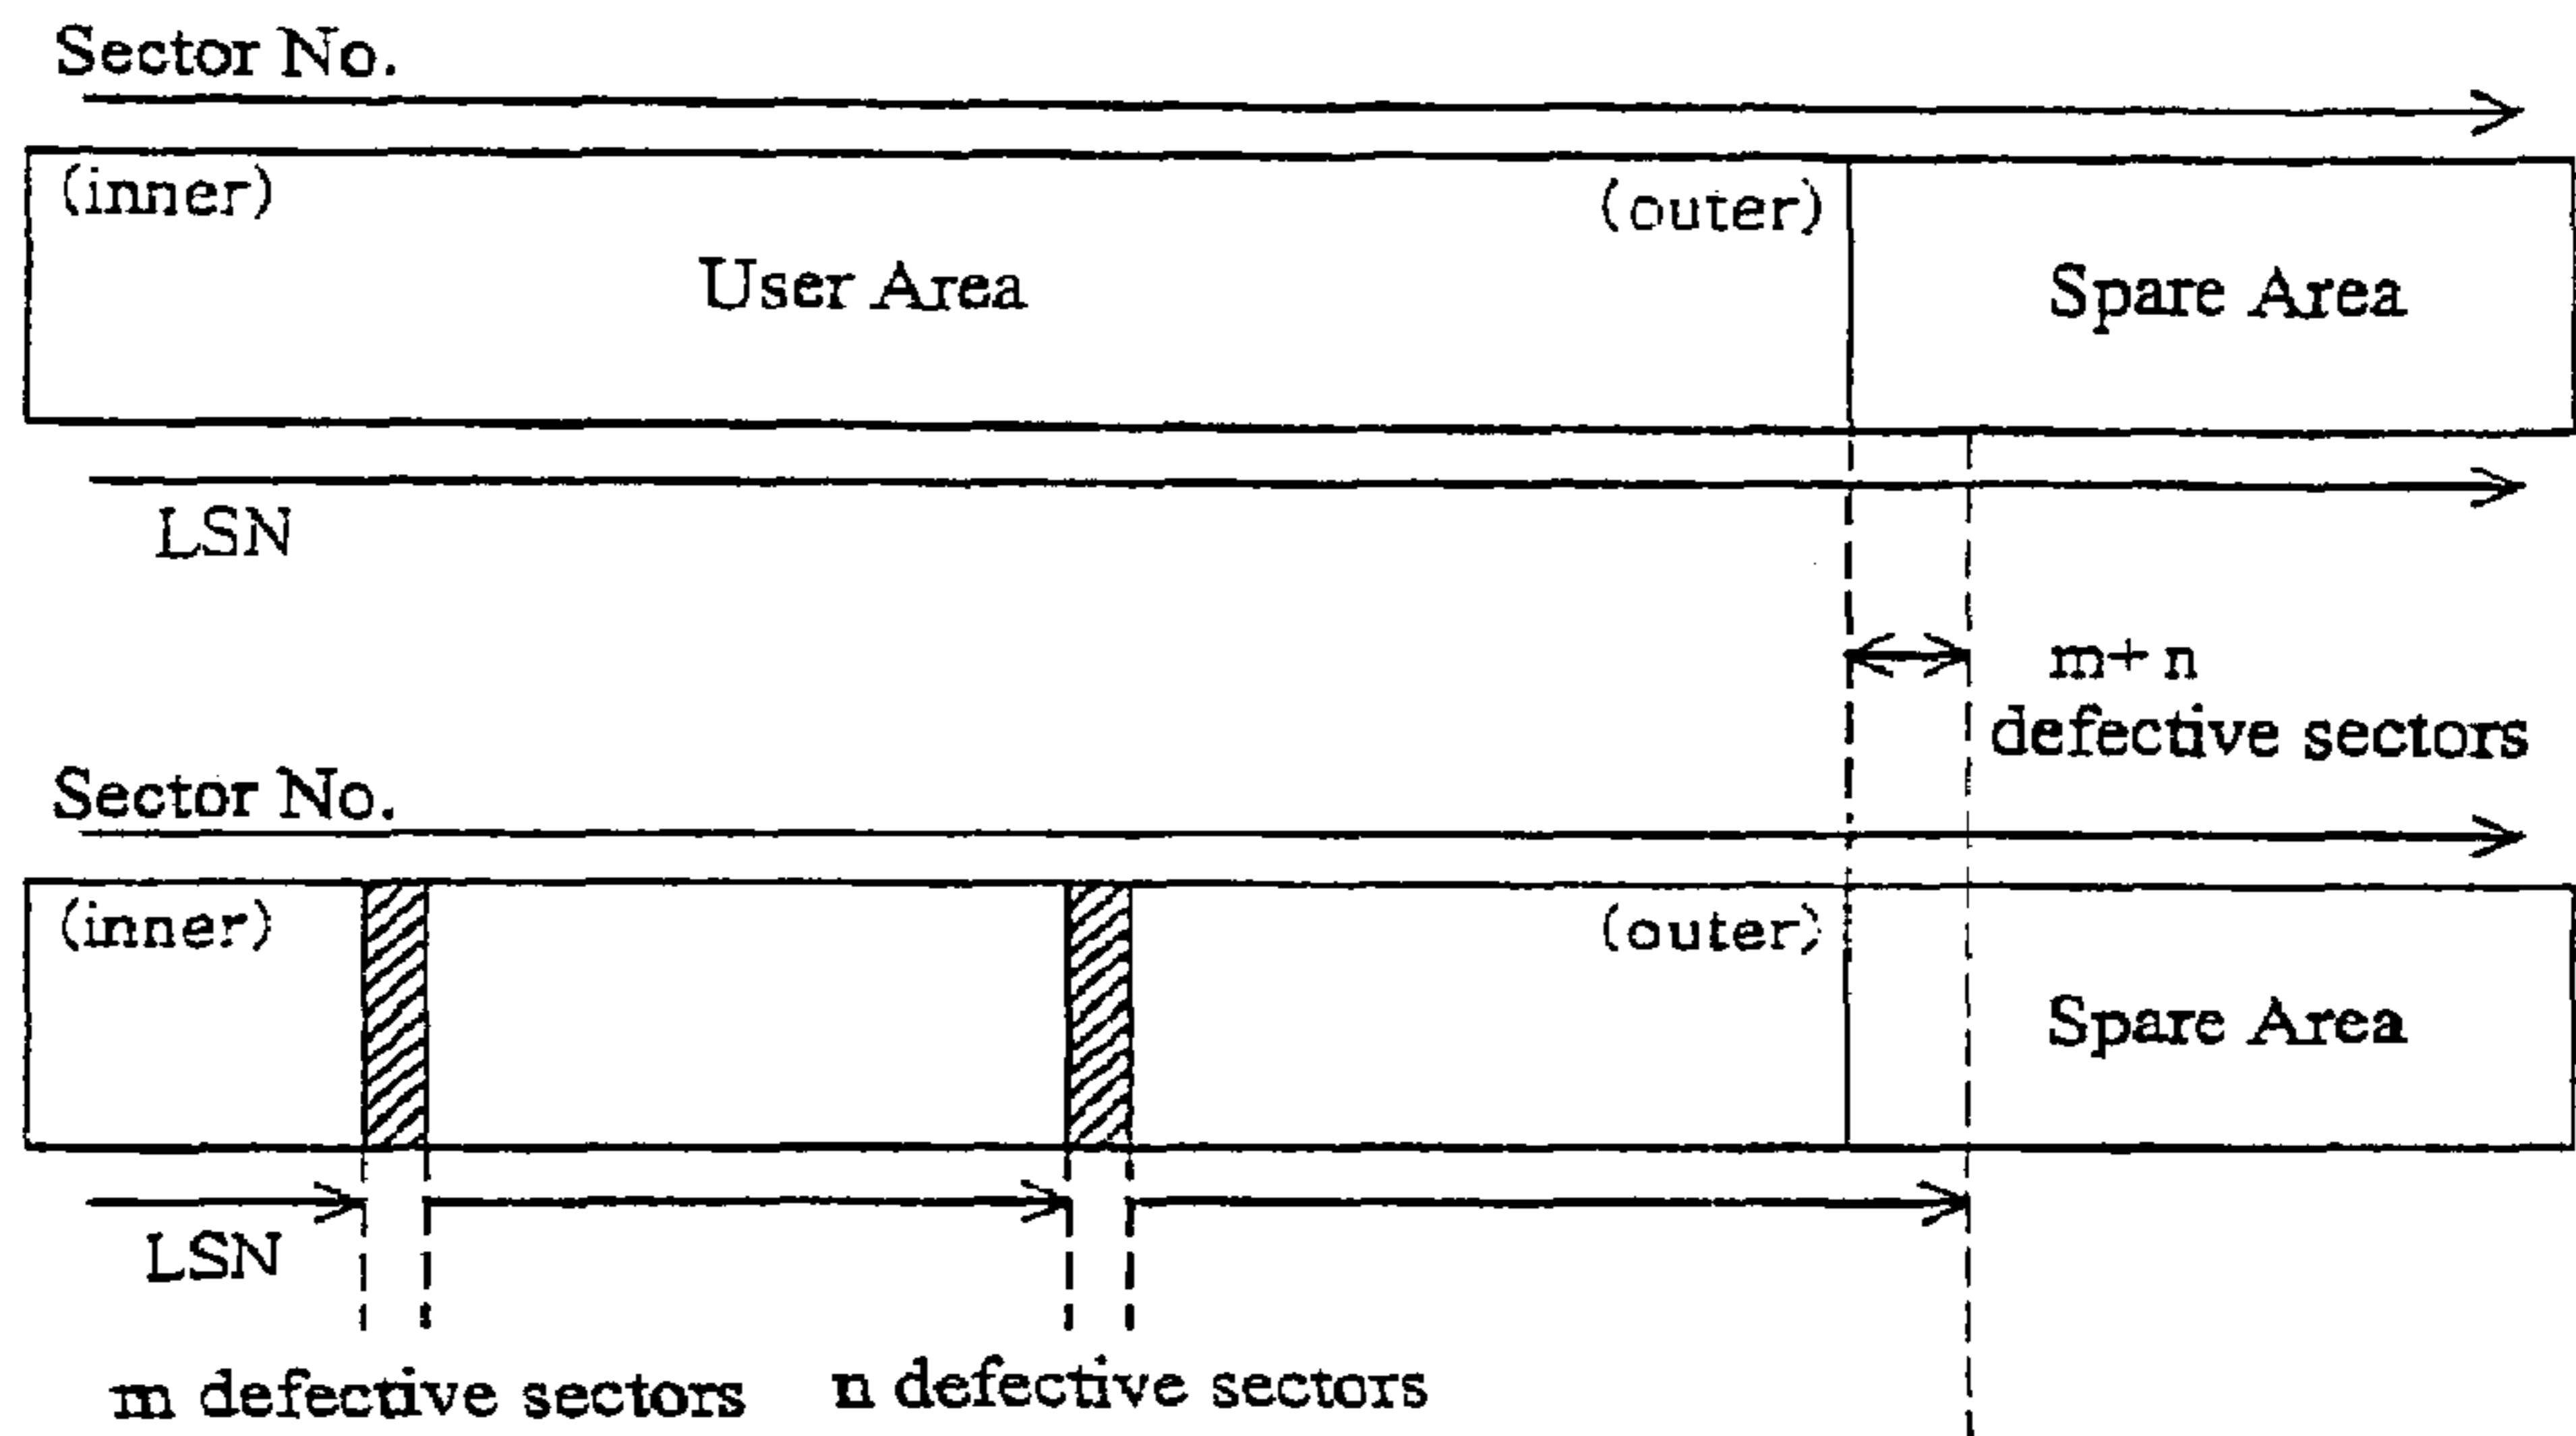 Sector No.
(inner)
(outer)
User Area
Spare Area
LSN
m+ n
defective sectors
Sector No.
(inner)
(outer)
Spare Area
LSN
m defective sectors
n defective sectors